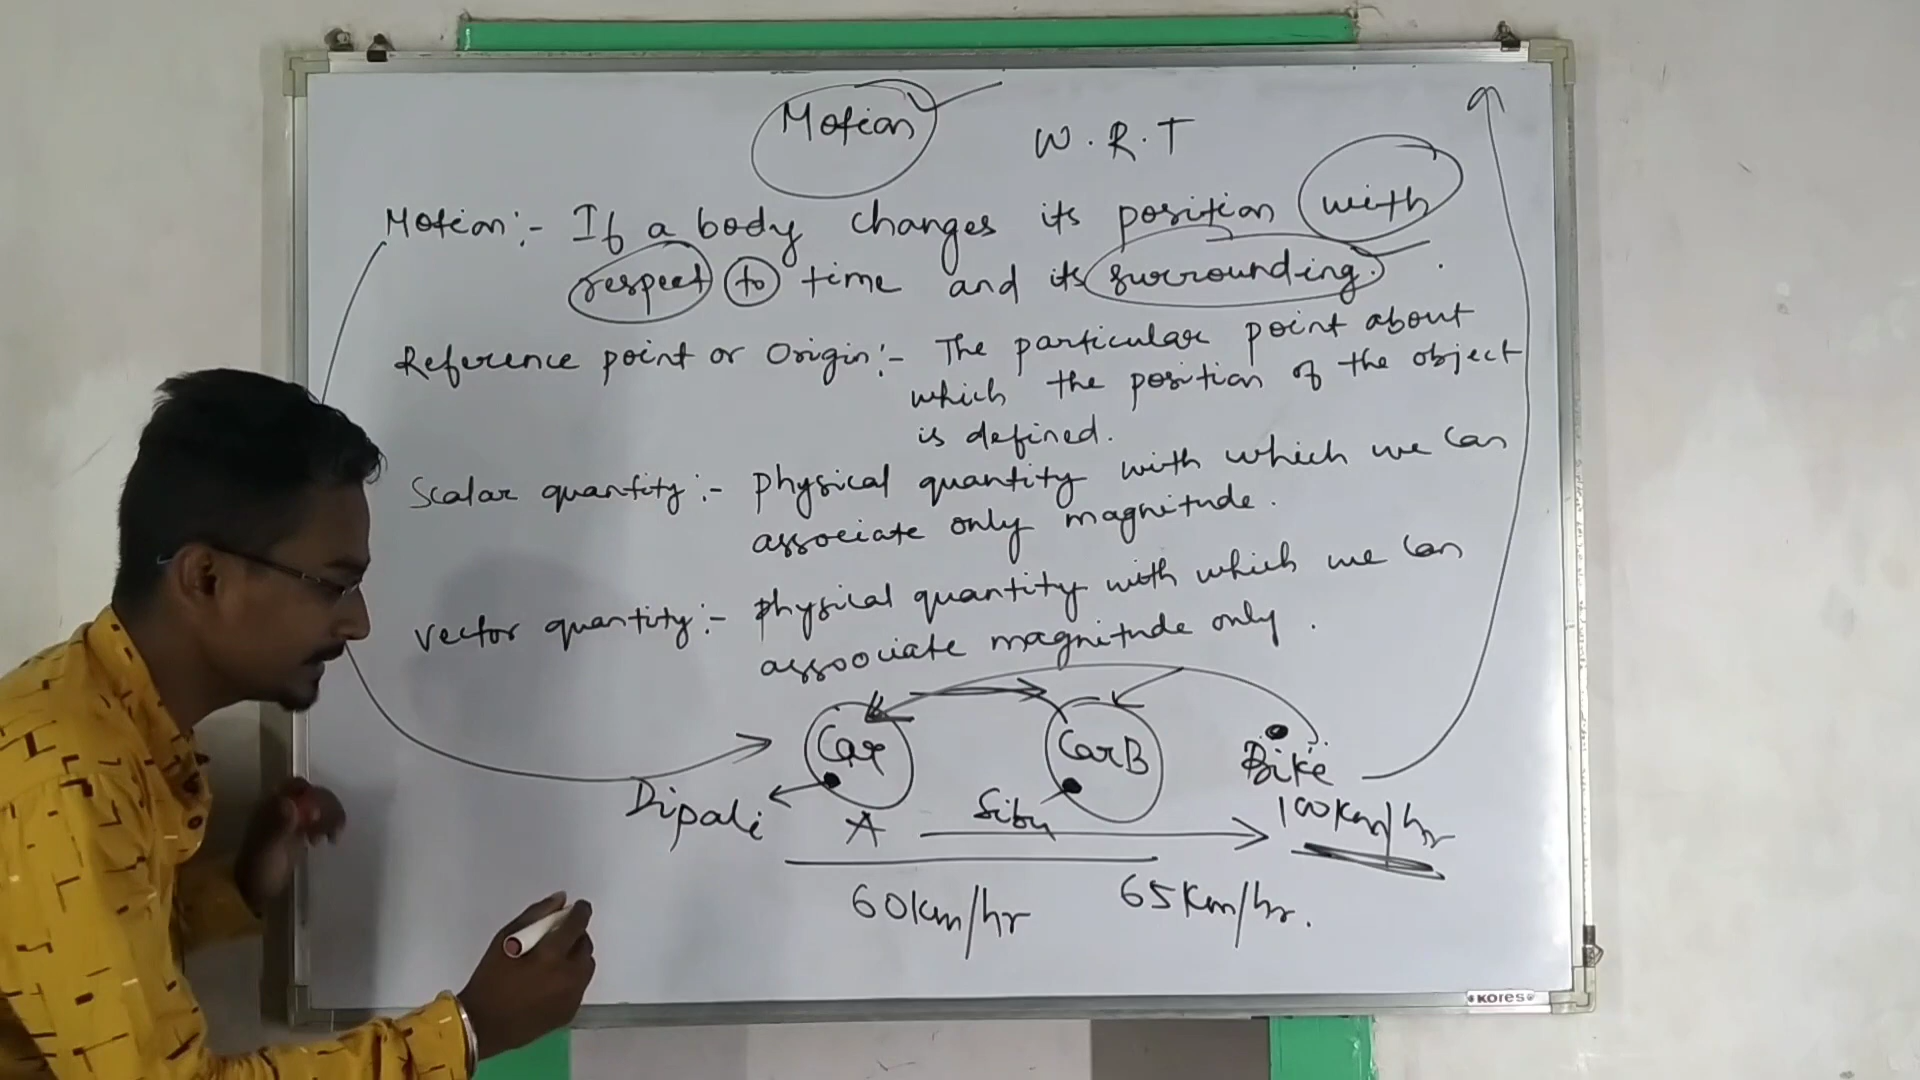 Motion
W.R.T
Motion:- If a body changes its position with
respect to time and its surrounding.
Reference point or Origin:- The particular point about
which the position of the object
is defined.
Scalar quantity:- Physical quantity with which we can
associate only magnitude.
Vector quantity:- Physical quantity with which we can
assoouiate magnitude only.
Car
CarB
Bike
Dipali
A
Sibu
100Km/hr
60km/hr
65Km/hr.
KORES